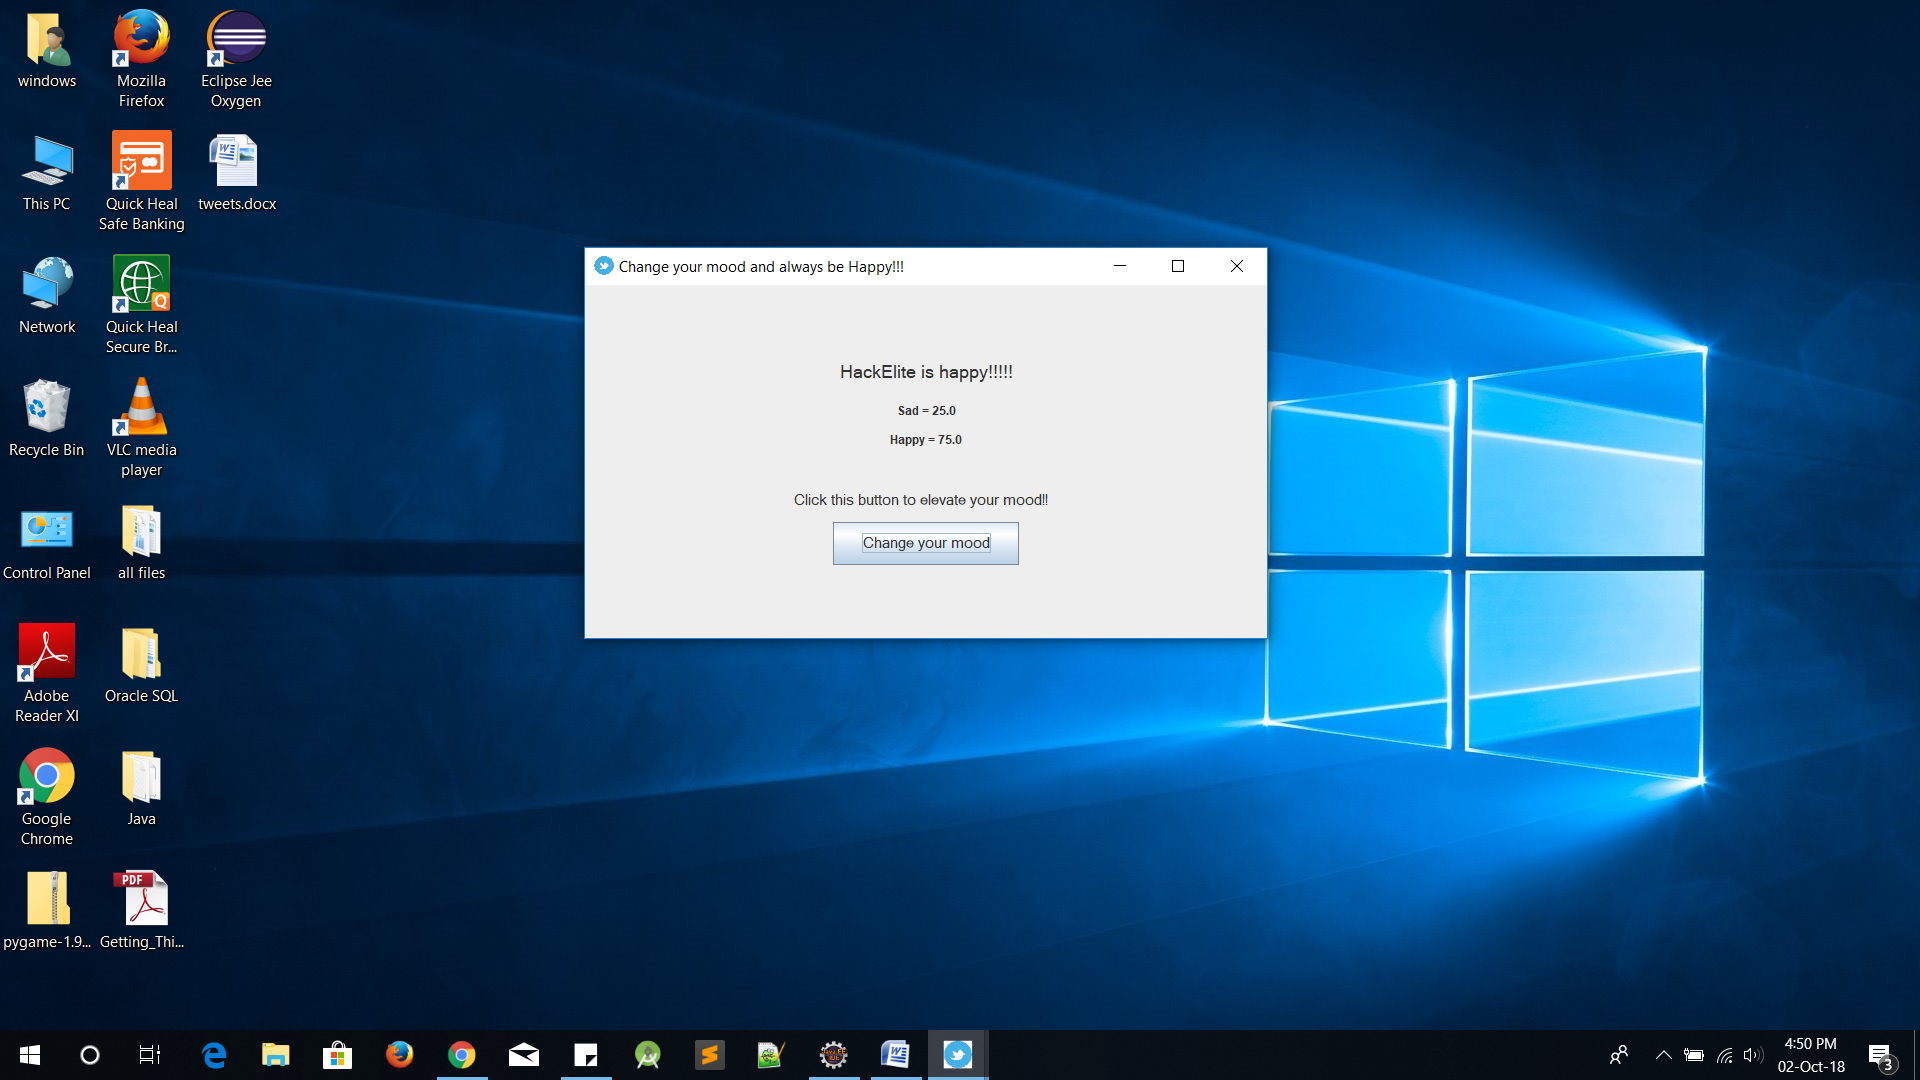 windows
Mozilla
Firefox
Eclipse Jee
Oxygen
This PC
Quick Heal
Safe Banking
tweets.docx
Network
Quick Heal
Secure Br...
Recycle Bin
VLC media
player
Control Panel
all files
Adobe
Reader XI
Oracle SQL
Google
Chrome
Java
PDF
pygame-1.9...
Getting_Thi...
Change your mood and always be Happy!!!
HackElite is happy!!!!!
Sad = 25.0
Happy = 75.0
Click this button to elevate your mood!!
Change your mood
4:50 PM
02-Oct-18
3